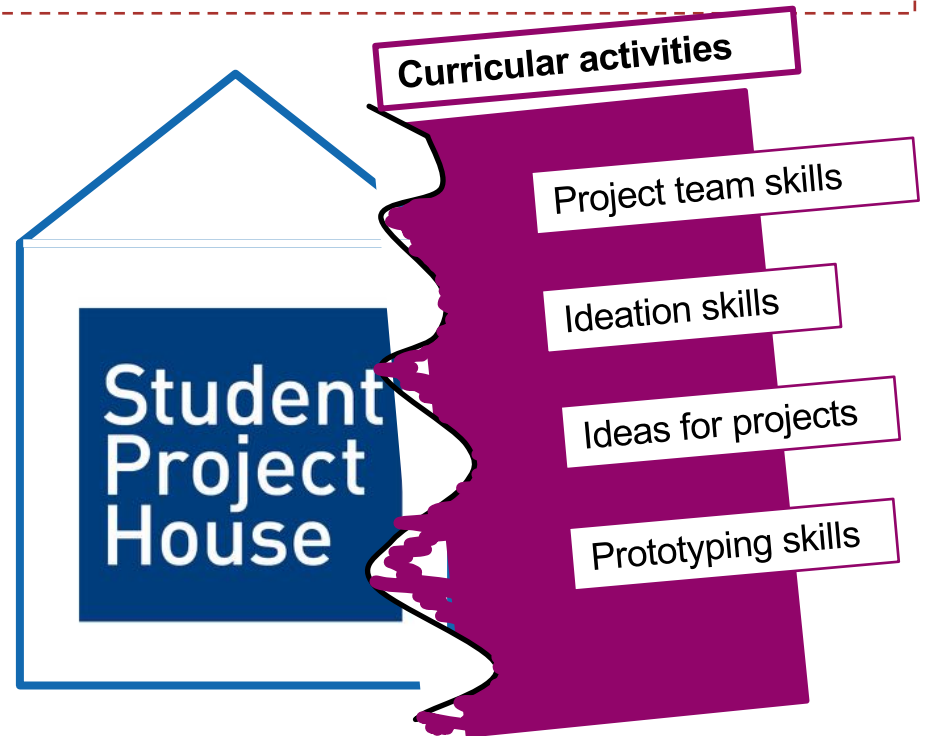 Curricular activities
Project team skills
Ideation skills
Ideas for projects
Prototyping skills
Student
Project
House